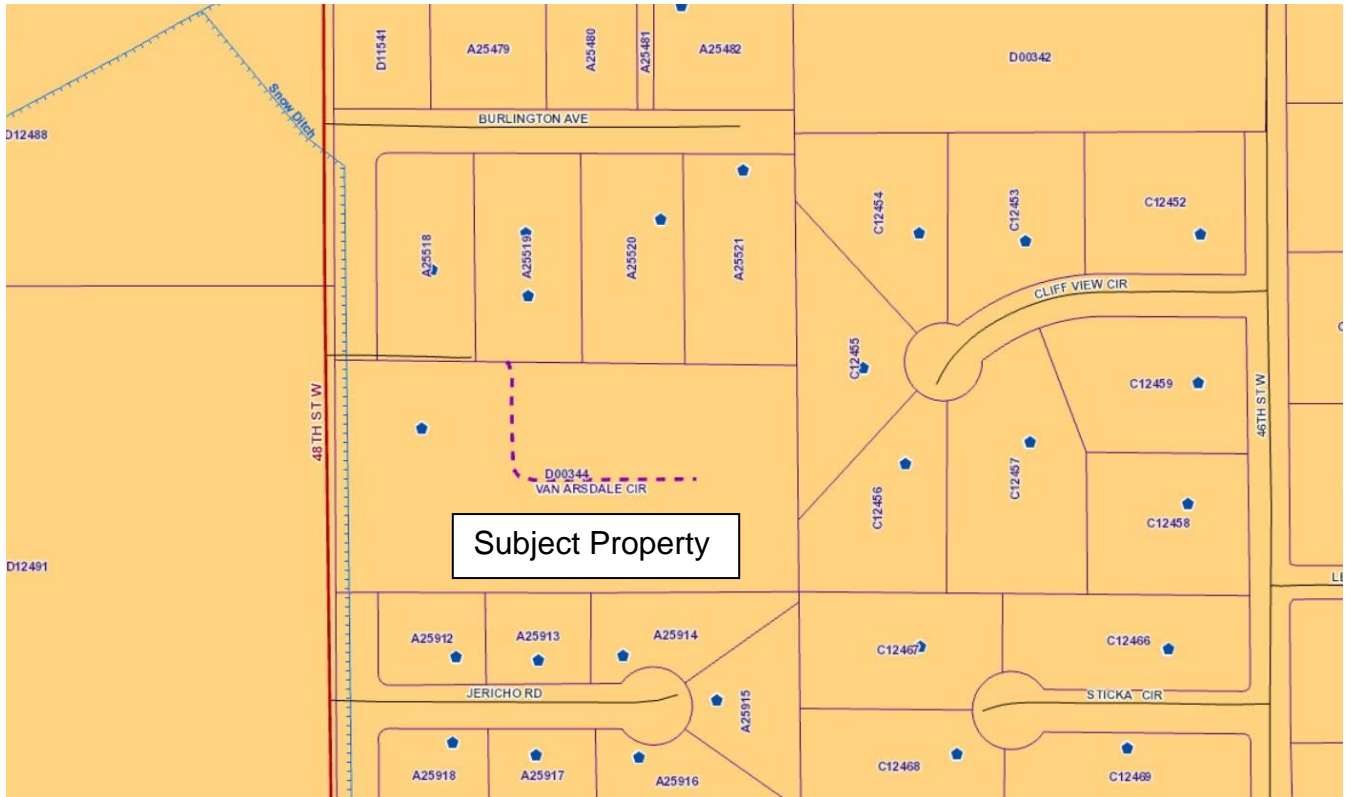 D11541
A25479
A25480
A25481
A25482
D00342
Snow Ditch
BURLINGTON AVE
D12488
A25518
A25519
A25520
A25521
C12454
C12453
C12452
CLIFF VIEW CIR
C12455
C12459
48TH ST W
46TH ST W
D00344
VAN ARSDALE CIR
C12456
C12457
C12458
Subject Property
D12491
A25912
A25913
A25914
C12467
C12466
JERICHO RD
A25915
STICKA CIR
A25918
A25917
A25916
C12468
C12469